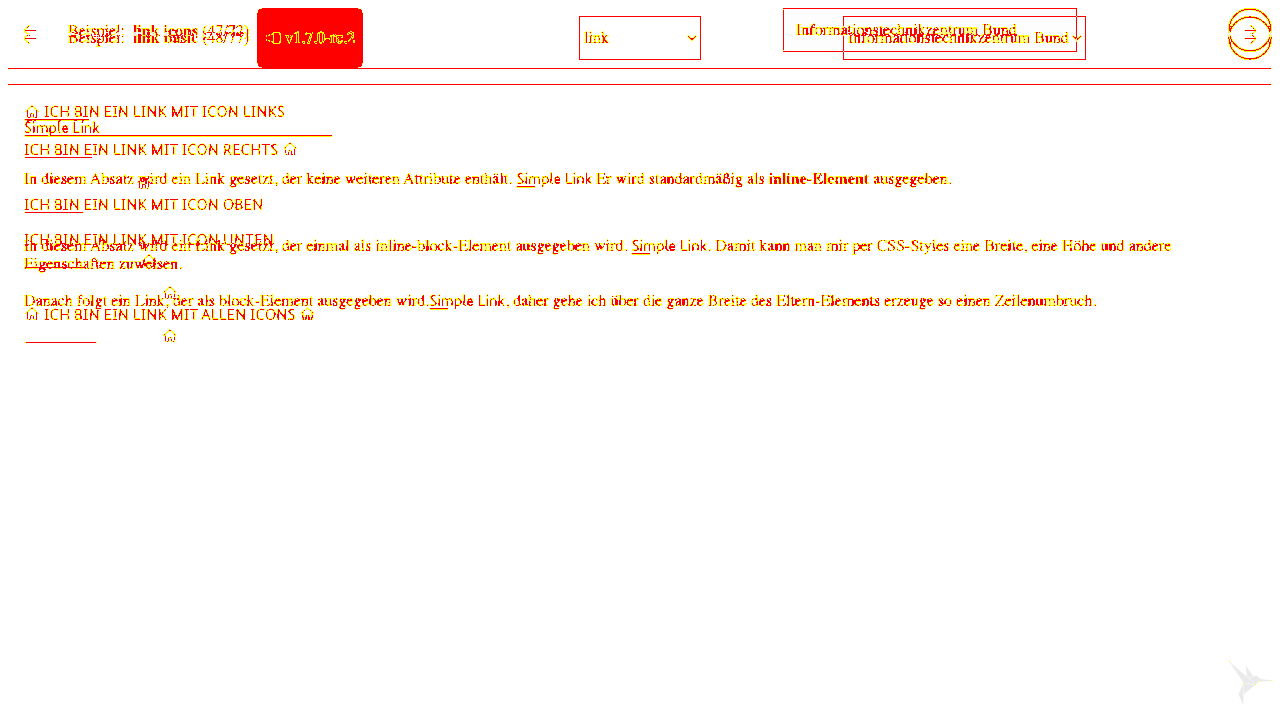 Beispiel: link icons (47/72)
Beispiel: link basic (48/77)
v1.7.0-rc.2
link
Informationstechnikzentrum Bund
Informationstechnikzentrum Bund
ICH BIN EIN LINK MIT ICON LINKS
Simple Link
ICH BIN EIN LINK MIT ICON RECHTS
In diesem Absatz wird ein Link gesetzt, der keine weiteren Attribute enthält. Simple Link Er wird standardmäßig als inline-Element ausgegeben.
ICH BIN EIN LINK MIT ICON OBEN
ICH BIN EIN LINK MIT ICON UNTEN
In diesem Absatz wird ein Link gesetzt, der einmal als inline-block-Element ausgegeben wird. Simple Link. Damit kann man mir per CSS-Styles eine Breite, eine Höhe und andere
Eigenschaften zuweisen.
Danach folgt ein Link, der als block-Element ausgegeben wird.Simple Link, daher gehe ich über die ganze Breite des Eltern-Elements erzeuge so einen Zeilenumbruch.
ICH BIN EIN LINK MIT ALLEN ICONS